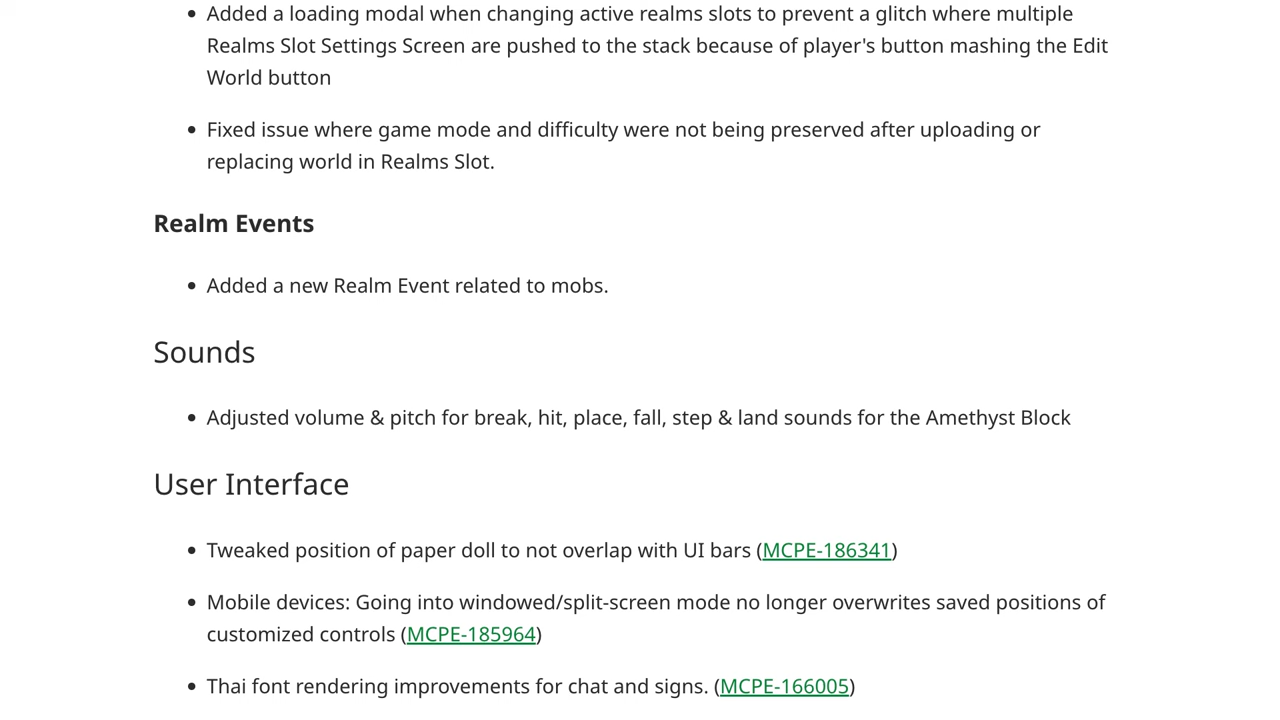 Added a loading modal when changing active realms slots to prevent a glitch where multiple
Realms Slot Settings Screen are pushed to the stack because of player's button mashing the Edit
World button
Fixed issue where game mode and difficulty were not being preserved after uploading or
replacing world in Realms Slot.
Realm Events
Added a new Realm Event related to mobs.
Sounds
Adjusted volume & pitch for break, hit, place, fall, step & land sounds for the Amethyst Block
User Interface
Tweaked position of paper doll to not overlap with UI bars (MCPE-186341)
Mobile devices: Going into windowed/split-screen mode no longer overwrites saved positions of
customized controls (MCPE-185964)
Thai font rendering improvements for chat and signs. (MCPE-166005)